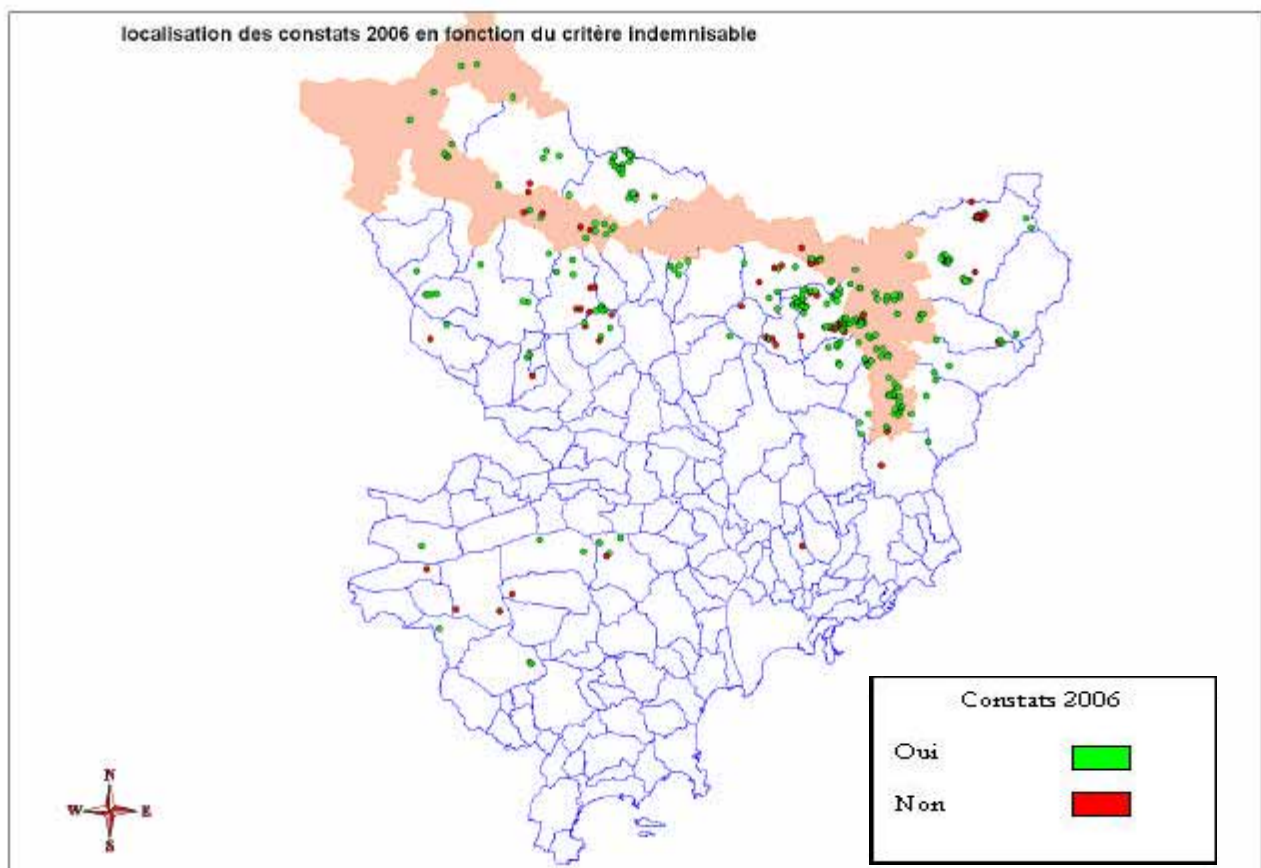 localisation des constats 2006 en fonction du critère indemnisable
Constats 2006
Oui
Non
N
W E
S